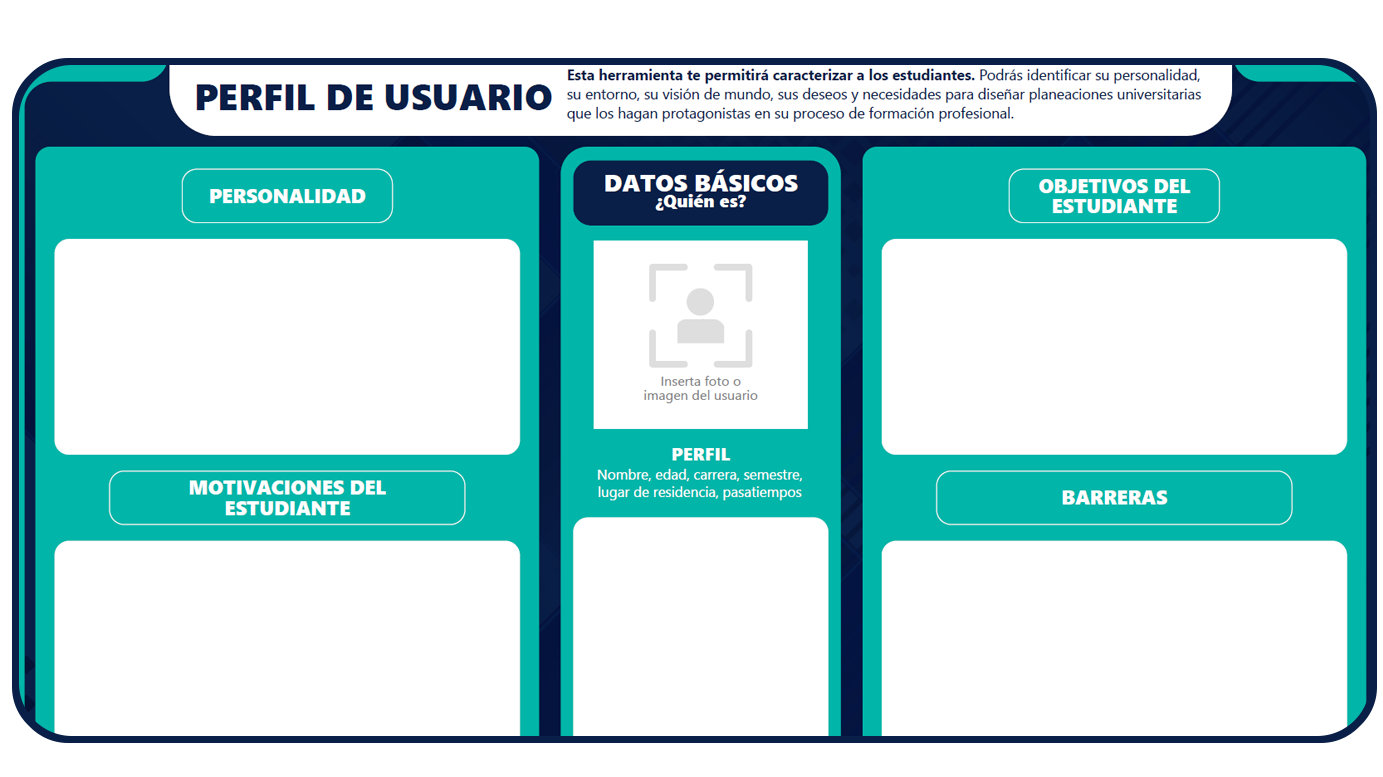 PERFIL DE USUARIO
Esta herramienta te permitirá caracterizar a los estudiantes. Podrás identificar su personalidad,
su entorno, su visión de mundo, sus deseos y necesidades para diseñar planeaciones universitarias
que los hagan protagonistas en su proceso de formación profesional.
PERSONALIDAD
MOTIVACIONES DEL
ESTUDIANTE
DATOS BÁSICOS
¿Quién es?
Inserta foto o
imagen del usuario
PERFIL
Nombre, edad, carrera, semestre,
lugar de residencia, pasatiempos
OBJETIVOS DEL
ESTUDIANTE
BARRERAS